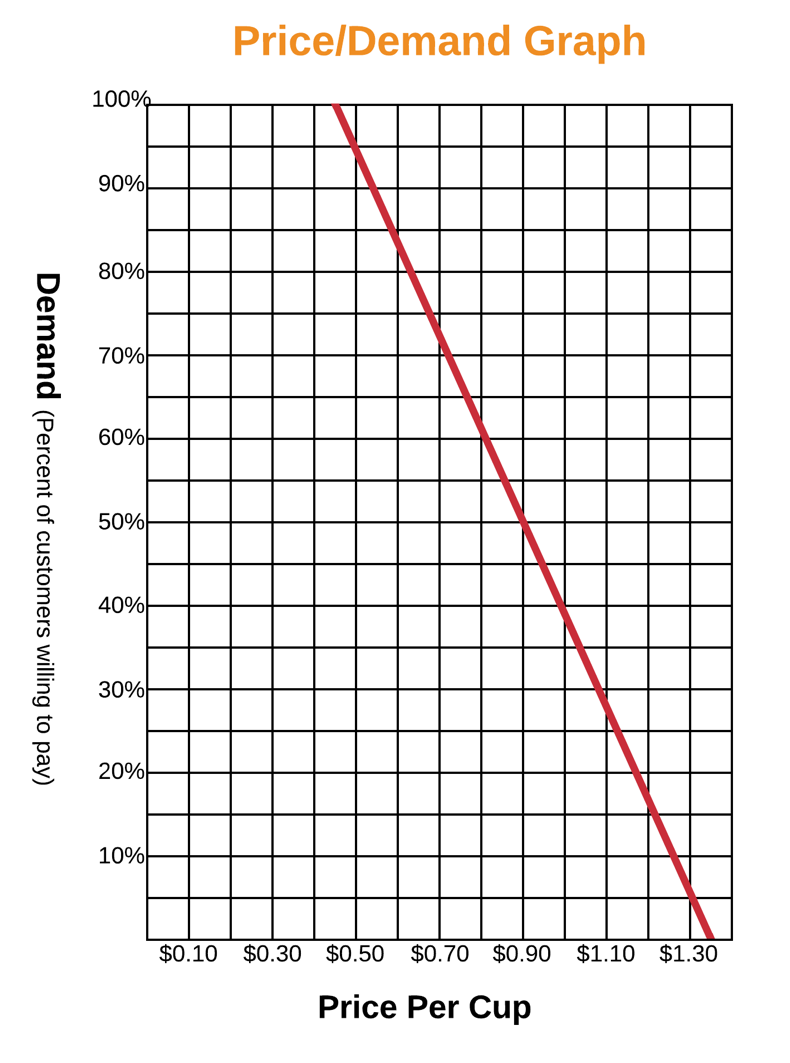 Price/Demand Graph
100%
90%
80%
70%
60%
50%
40%
30%
20%
10%
Demand (Percent of customers willing to pay)
$0.10 $0.30 $0.50 $0.70 $0.90 $1.10 $1.30
Price Per Cup